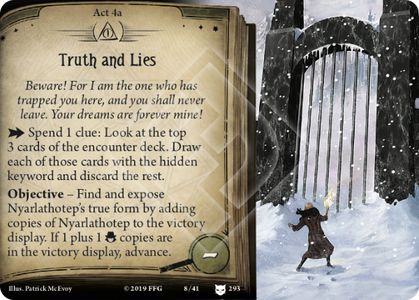 Act 4a
Truth and Lies
Beware! For I am the one who has
trapped you here, and you shall never
leave. Your dreams are forever mine!
Spend 1 clue: Look at the top
3 cards of the encounter deck. Draw
each of those cards with the hidden
keyword and discard the rest.
Objective – Find and expose
Nyarlathotep's true form by adding
copies of Nyarlathotep to the victory
display. If 1 plus 1 copies are
in the victory display, advance.
–
Illus. Patrick McEvoy
© 2019 FFG
8/41
293